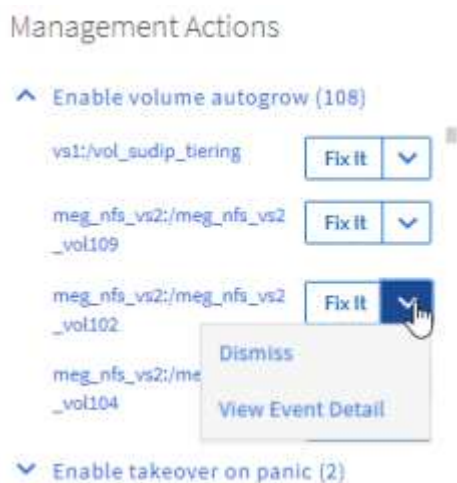 Management Actions
Enable volume autogrow (108)
vs1:/vol_sudip_tiering
Fix It
meg_nfs_vs2:/meg_nfs_vs2
_vol109
Fix It
meg_nfs_vs2:/meg_nfs_vs2
_vol102
Fix It
Dismiss
View Event Detail
meg_nfs_vs2:/me
_vol104
Enable takeover on panic (2)